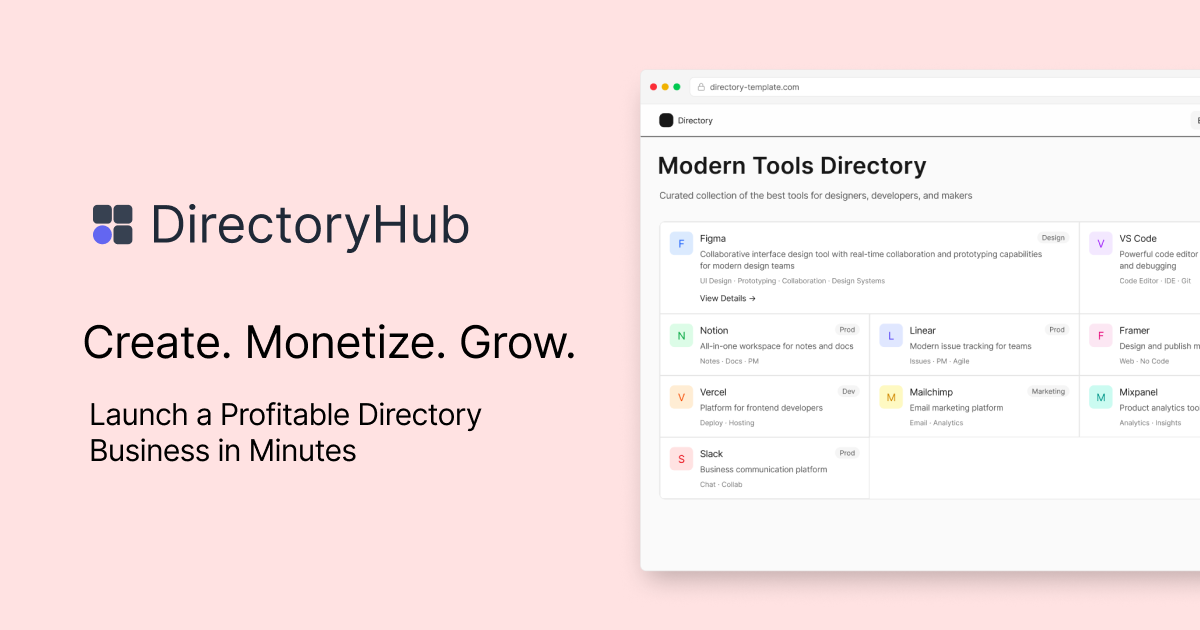 DirectoryHub
Create. Monetize. Grow.
Launch a Profitable Directory
Business in Minutes
directory-template.com
Directory
Modern Tools Directory
Curated collection of the best tools for designers, developers, and makers
F
Figma
Design
Collaborative interface design tool with real-time collaboration and prototyping capabilities
for modern design teams
UI Design · Prototyping · Collaboration · Design Systems
View Details →
V
VS Code
Powerful code editor
and debugging
Code Editor · IDE · Git
N
Notion
Prod
All-in-one workspace for notes and docs
Notes · Docs · PM
L
Linear
Prod
Modern issue tracking for teams
Issues · PM · Agile
F
Framer
Design and publish
Web · No Code
V
Vercel
Dev
Platform for frontend developers
Deploy · Hosting
M
Mailchimp
Marketing
Email marketing platform
Email · Analytics
M
Mixpanel
Product analytics
Analytics · Insights
S
Slack
Prod
Business communication platform
Chat · Collab